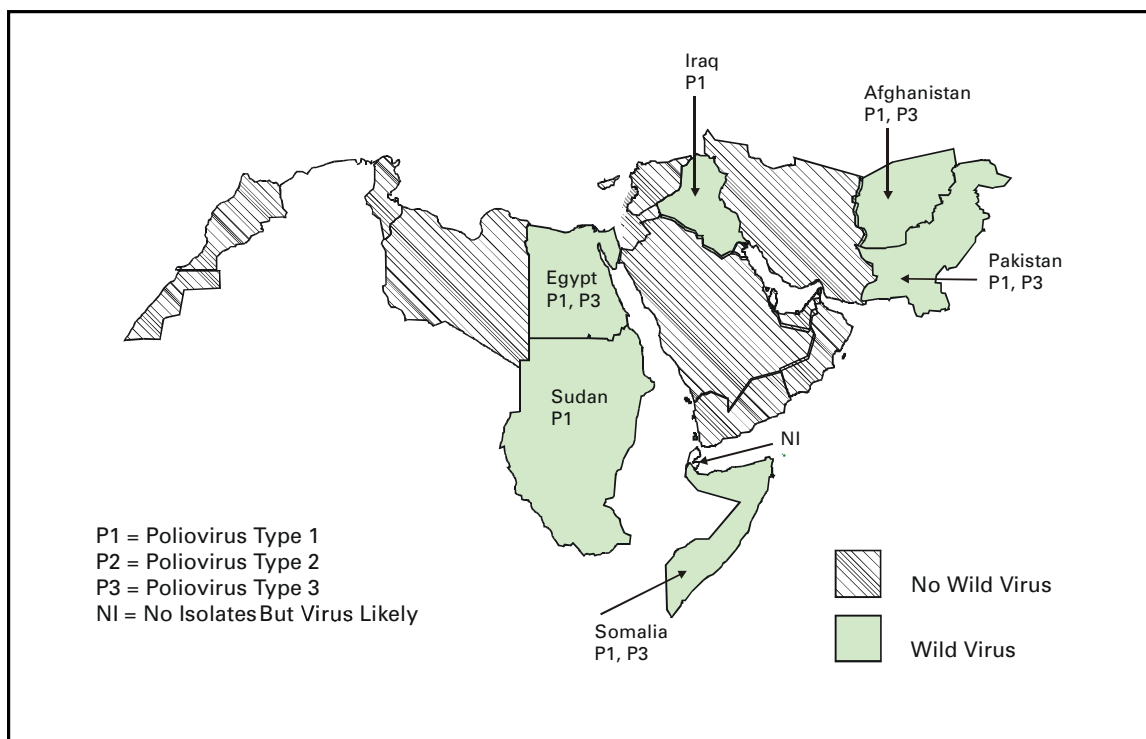 Iraq
P1
Afghanistan
P1, P3
Pakistan
P1, P3
Egypt
P1, P3
Sudan
P1
NI
Somalia
P1, P3
P1 = Poliovirus Type 1
P2 = Poliovirus Type 2
P3 = Poliovirus Type 3
NI = No Isolates But Virus Likely
No Wild Virus
Wild Virus